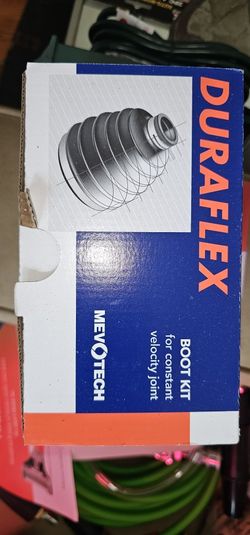 DURAFLEX
BOOT KIT
for constant
velocity joint
MEVOTECH